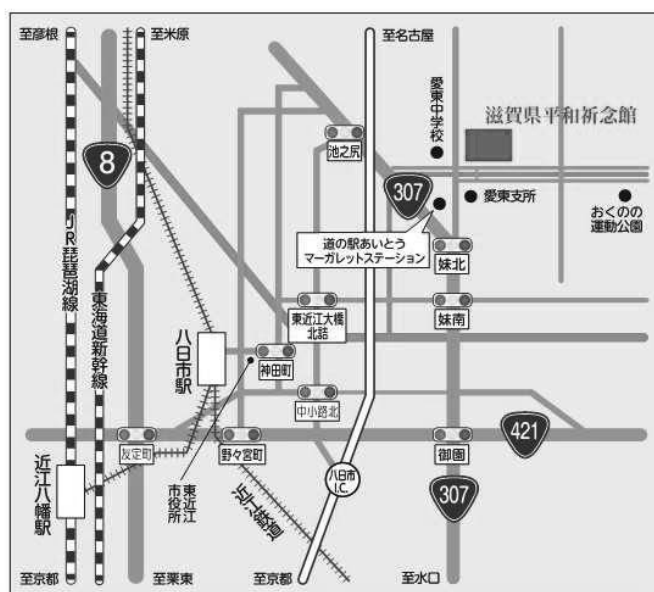 至彦根
至米原
至名古屋
愛東中学校
滋賀県平和祈念館
池之尻
8
307
愛東支所
おくのの
運動公園
道の駅あいとう
マーガレットステーション
妹北
JR琵琶湖線
東海道新幹線
東近江大橋
北詰
妹南
八日市駅
神田町
中小路北
421
友定町
野々宮町
御園
近江八幡駅
東近江
市役所
近江鉄道
八日市
I.C.
307
至京都
至栗東
至京都
至水口